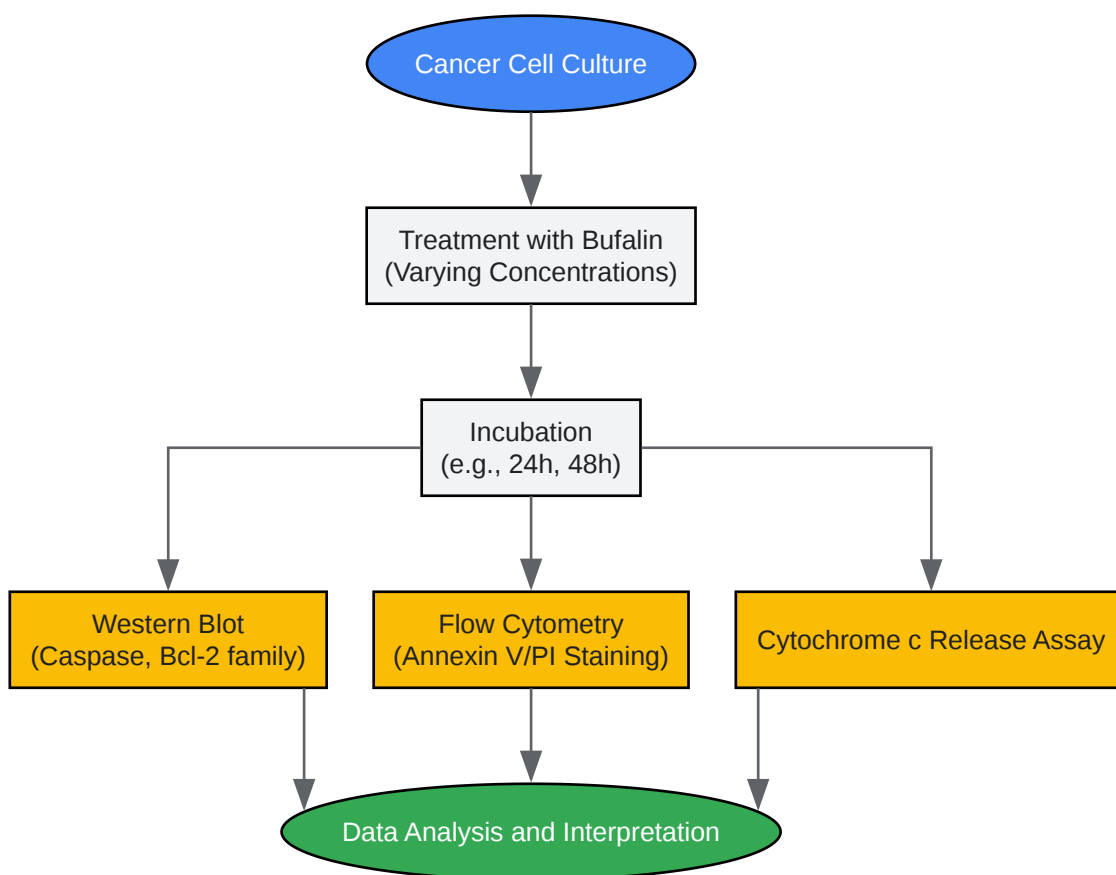 Cancer Cell Culture
Treatment with Bufalin
(Varying Concentrations)
Incubation
(e.g., 24h, 48h)
Western Blot
(Caspase, Bcl-2 family)
Flow Cytometry
(Annexin V/PI Staining)
Cytochrome c Release Assay
Data Analysis and Interpretation